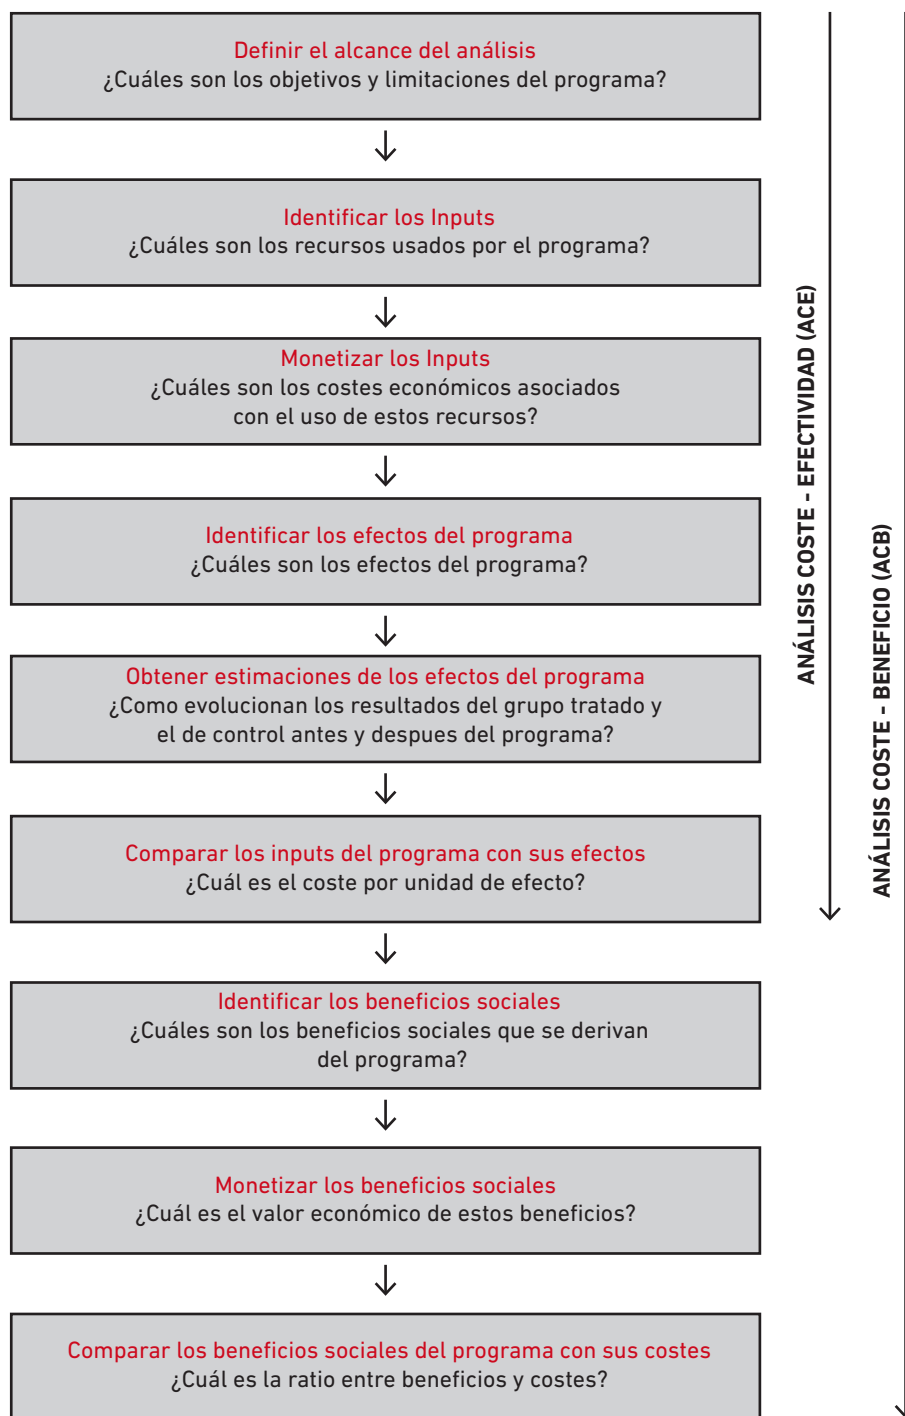 Definir el alcance del análisis
¿Cuáles son los objetivos y limitaciones del programa?
Identificar los Inputs
¿Cuáles son los recursos usados por el programa?
Monetizar los Inputs
¿Cuáles son los costes económicos asociados
con el uso de estos recursos?
Identificar los efectos del programa
¿Cuáles son los efectos del programa?
Obtener estimaciones de los efectos del programa
¿Como evolucionan los resultados del grupo tratado y
el de control antes y despues del programa?
Comparar los inputs del programa con sus efectos
¿Cuál es el coste por unidad de efecto?
Identificar los beneficios sociales
¿Cuáles son los beneficios sociales que se derivan
del programa?
Monetizar los beneficios sociales
¿Cuál es el valor económico de estos beneficios?
Comparar los beneficios sociales del programa con sus costes
¿Cuál es la ratio entre beneficios y costes?
ANÁLISIS COSTE - EFECTIVIDAD (ACE)
ANÁLISIS COSTE - BENEFICIO (ACB)